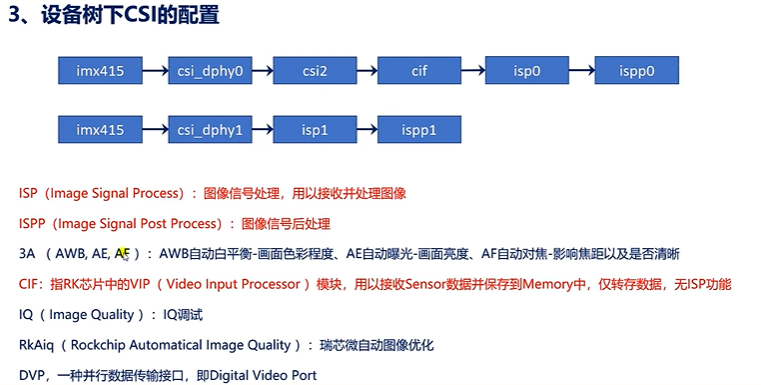 3、设备树下CSI的配置
imx415 csi_dphy0 csi2 cif isp0 ispp0
imx415 csi_dphy1 isp1 ispp1
ISP（Image Signal Process）：图像信号处理，用以接收并处理图像
ISPP（Image Signal Post Process）：图像信号后处理
3A （ AWB, AE, AF ）：AWB自动白平衡-画面色彩程度、AE自动曝光-画面亮度、AF自动对焦-影响焦距以及是否清晰
CIF：指RK芯片中的VIP（ Video Input Processor ）模块，用以接收Sensor数据并保存到Memory中，仅转存数据，无ISP功能
IQ（ Image Quality ）：IQ调试
RkAiq（ Rockchip Automatical Image Quality ）：瑞芯微自动图像优化
DVP，一种并行数据传输接口，即Digital Video Port